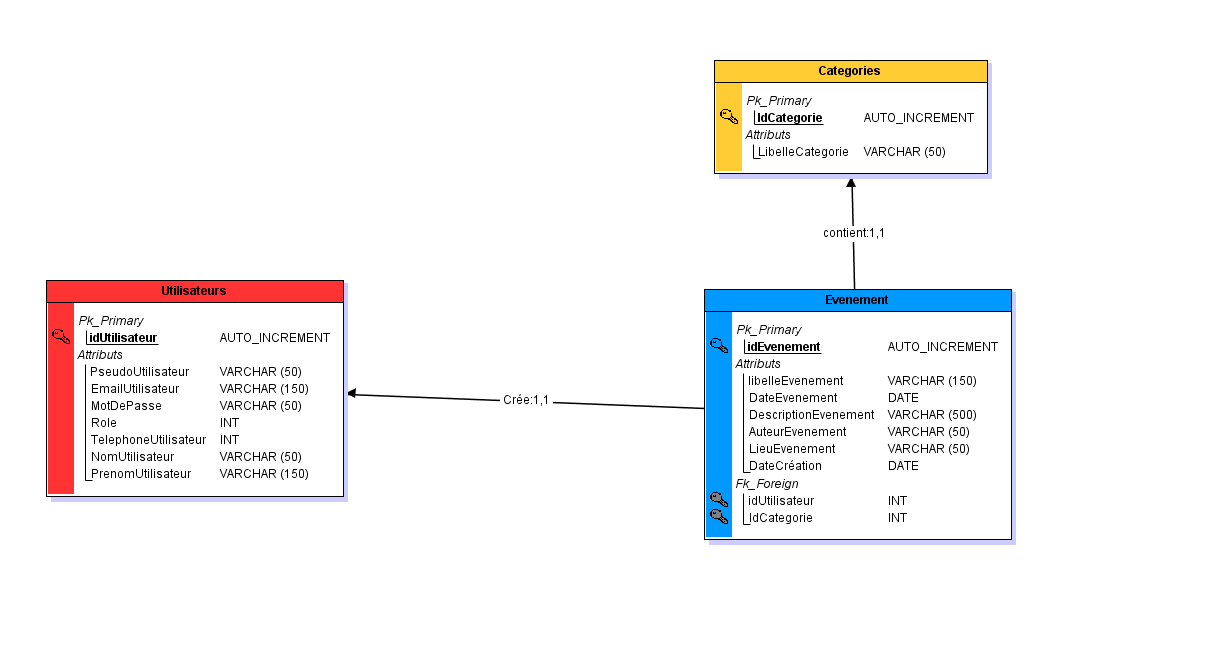 Categories
Pk_Primary
IdCategorie AUTO_INCREMENT
Attributs
LibelleCategorie VARCHAR (50)
contient:1,1
Utilisateurs
Pk_Primary
idUtilisateur AUTO_INCREMENT
Attributs
PseudoUtilisateur VARCHAR (50)
EmailUtilisateur VARCHAR (150)
MotDePasse VARCHAR (50)
Role INT
TelephoneUtilisateur INT
NomUtilisateur VARCHAR (50)
PrenomUtilisateur VARCHAR (150)
Crée:1,1
Evenement
Pk_Primary
idEvenement AUTO_INCREMENT
Attributs
libelleEvenement VARCHAR (150)
DateEvenement DATE
DescriptionEvenement VARCHAR (500)
AuteurEvenement VARCHAR (50)
LieuEvenement VARCHAR (50)
DateCréation DATE
Fk_Foreign
idUtilisateur INT
IdCategorie INT